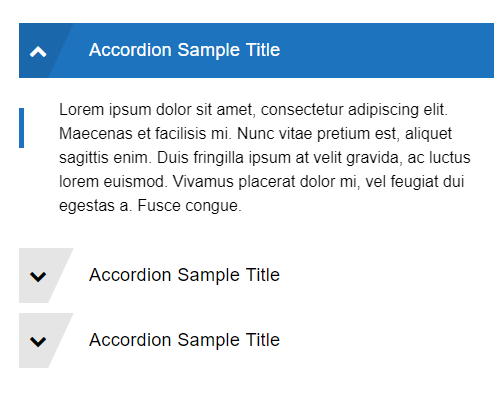 Accordion Sample Title
Lorem ipsum dolor sit amet, consectetur adipiscing elit.
Maecenas et facilisis mi. Nunc vitae pretium est, aliquet
sagittis enim. Duis fringilla ipsum at velit gravida, ac luctus
lorem euismod. Vivamus placerat dolor mi, vel feugiat dui
egestas a. Fusce congue.
Accordion Sample Title
Accordion Sample Title